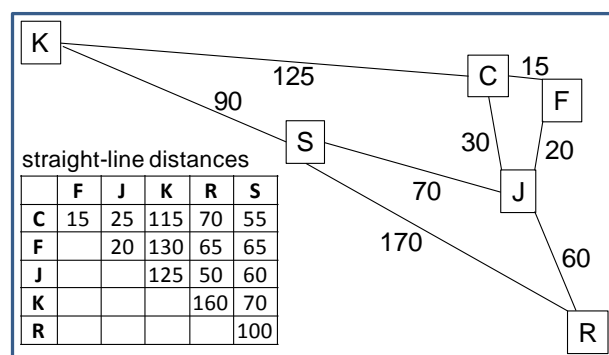 K
15
C
125
F
90
S
30
20
straight-line distances
J
70
F J K R S
C 15 25 115 70 55
F 20 130 65 65
J 125 50 60
K 160 70
R 100
170
60
R